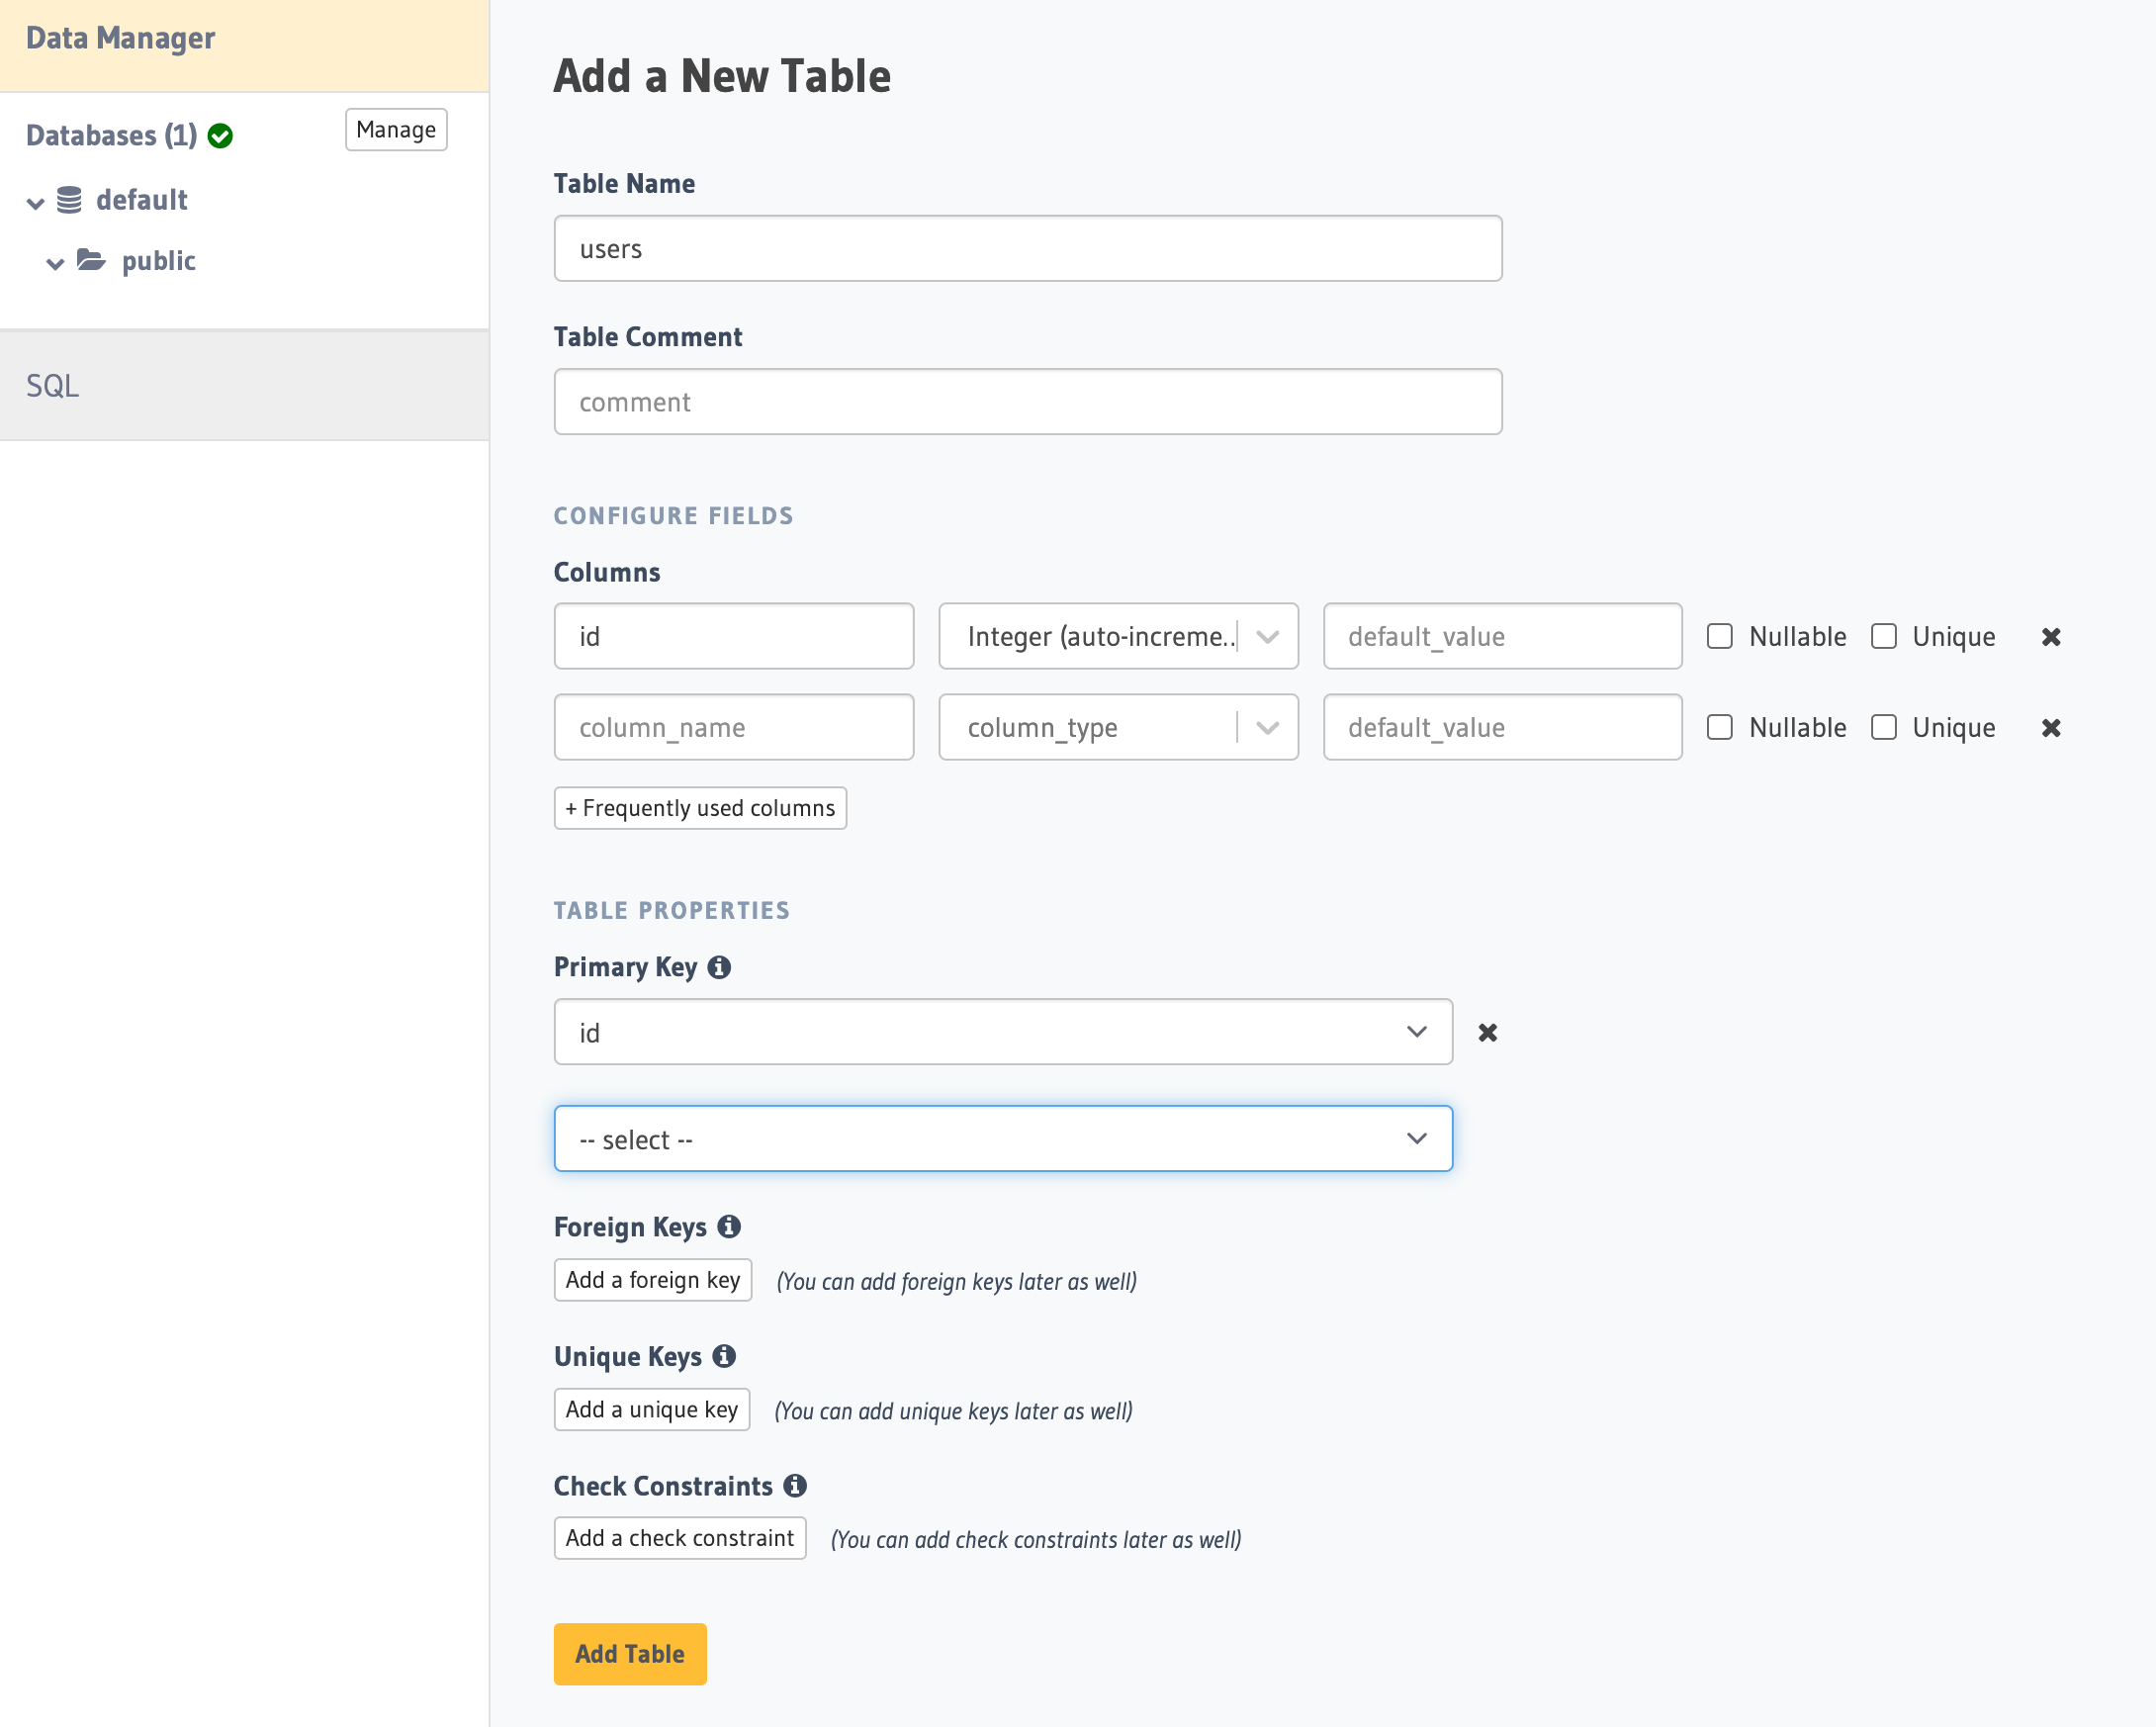 Data Manager
Databases (1)
Manage
default
public
SQL
Add a New Table
Table Name
users
Table Comment
comment
CONFIGURE FIELDS
Columns
id Integer (auto-increme.. default_value Nullable Unique
column_name column_type default_value Nullable Unique
+ Frequently used columns
TABLE PROPERTIES
Primary Key
id
-- select --
Foreign Keys
Add a foreign key (You can add foreign keys later as well)
Unique Keys
Add a unique key (You can add unique keys later as well)
Check Constraints
Add a check constraint (You can add check constraints later as well)
Add Table